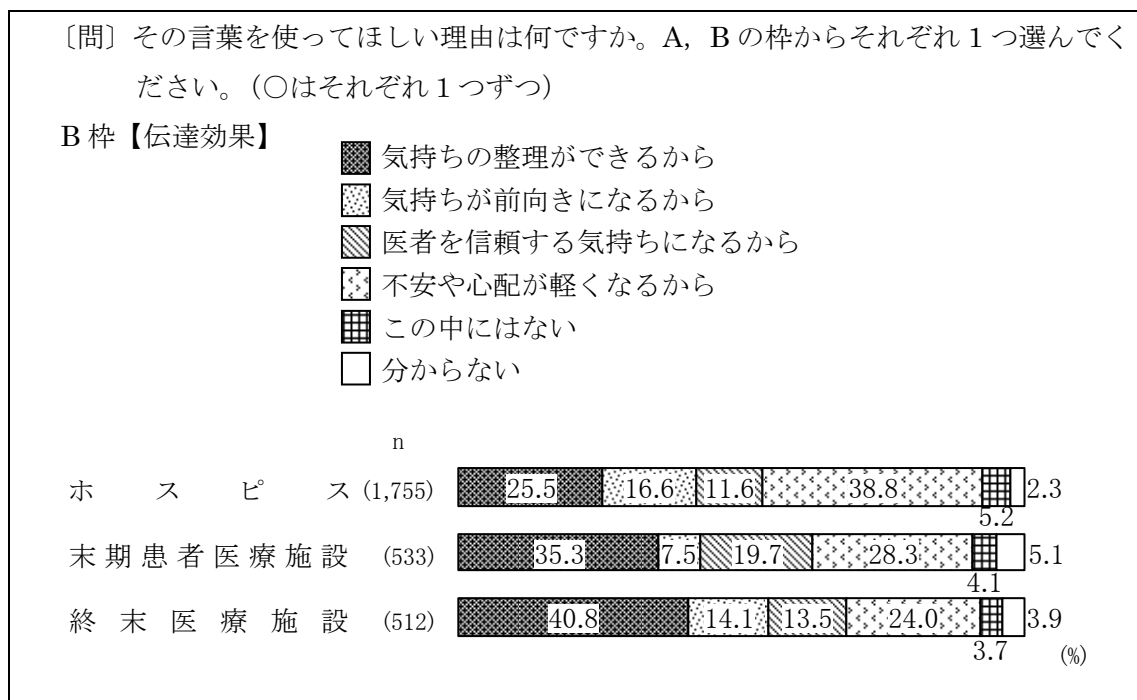 〔問〕その言葉を使ってほしい理由は何ですか。A，Bの枠からそれぞれ１つ選んでく
ださい。（○はそれぞれ１つずつ）
B 枠【伝達効果】
気持ちの整理ができるから
気持ちが前向きになるから
医者を信頼する気持ちになるから
不安や心配が軽くなるから
この中にはない
分からない
n
ホスピス (1,755) 25.5 16.6 11.6 38.8 2.3
5.2
末期患者医療施設 (533) 35.3 7.5 19.7 28.3 5.1
4.1
終末医療施設 (512) 40.8 14.1 13.5 24.0 3.9
3.7 (%)